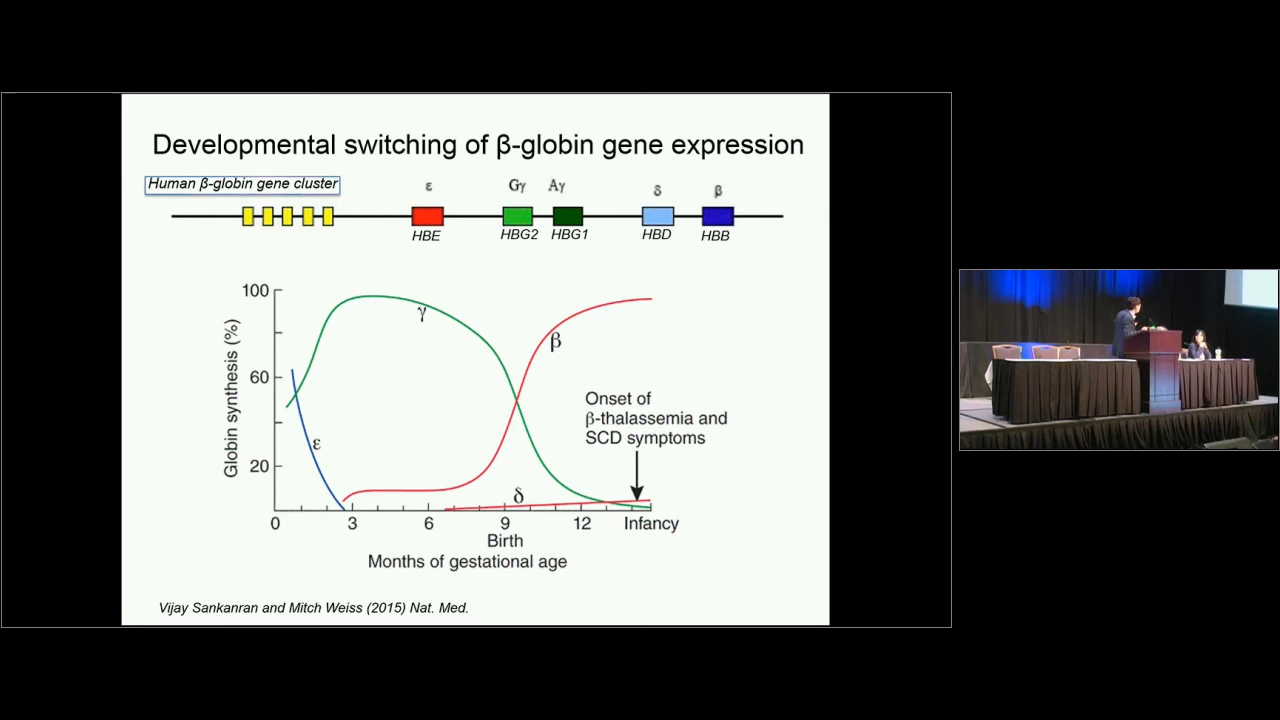 Developmental switching of β-globin gene expression
Human β-globin gene cluster
ε Gγ Aγ δ β
HBE HBG2 HBG1 HBD HBB
100
60
20
Globin synthesis (%)
γ
β
ε
δ
Onset of
β-thalassemia and
SCD symptoms
0 3 6 9 12 Infancy
Birth
Months of gestational age
Vijay Sankanran and Mitch Weiss (2015) Nat. Med.